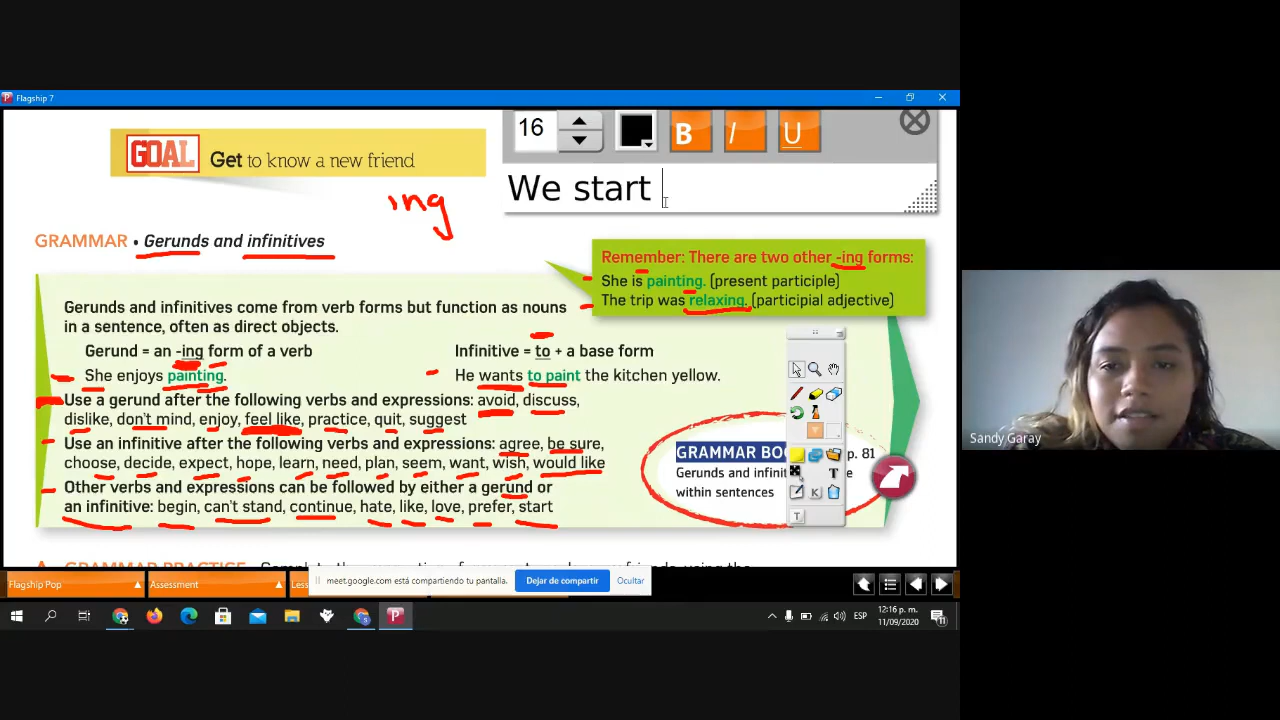 Flagship 7
16
B I U
GOAL Get to know a new friend
We start
ing
GRAMMAR • Gerunds and infinitives
Remember: There are two other -ing forms:
She is painting. (present participle)
The trip was relaxing. (participial adjective)
Gerunds and infinitives come from verb forms but function as nouns
in a sentence, often as direct objects.
Gerund = an -ing form of a verb
Infinitive = to + a base form
She enjoys painting.
He wants to paint the kitchen yellow.
Use a gerund after the following verbs and expressions: avoid, discuss,
dislike, don't mind, enjoy, feel like, practice, quit, suggest
Use an infinitive after the following verbs and expressions: agree, be sure,
choose, decide, expect, hope, learn, need, plan, seem, want, wish, would like
Other verbs and expressions can be followed by either a gerund or
an infinitive: begin, can't stand, continue, hate, like, love, prefer, start
GRAMMAR BOO p. 81
Gerunds and infinit e
within sentences
T
K
T
Sandy Garay
Flagship Pop
Assessment
Less
meet.google.com está compartiendo tu pantalla.
Dejar de compartir
Ocultar
ESP
12:16 p. m.
11/09/2020